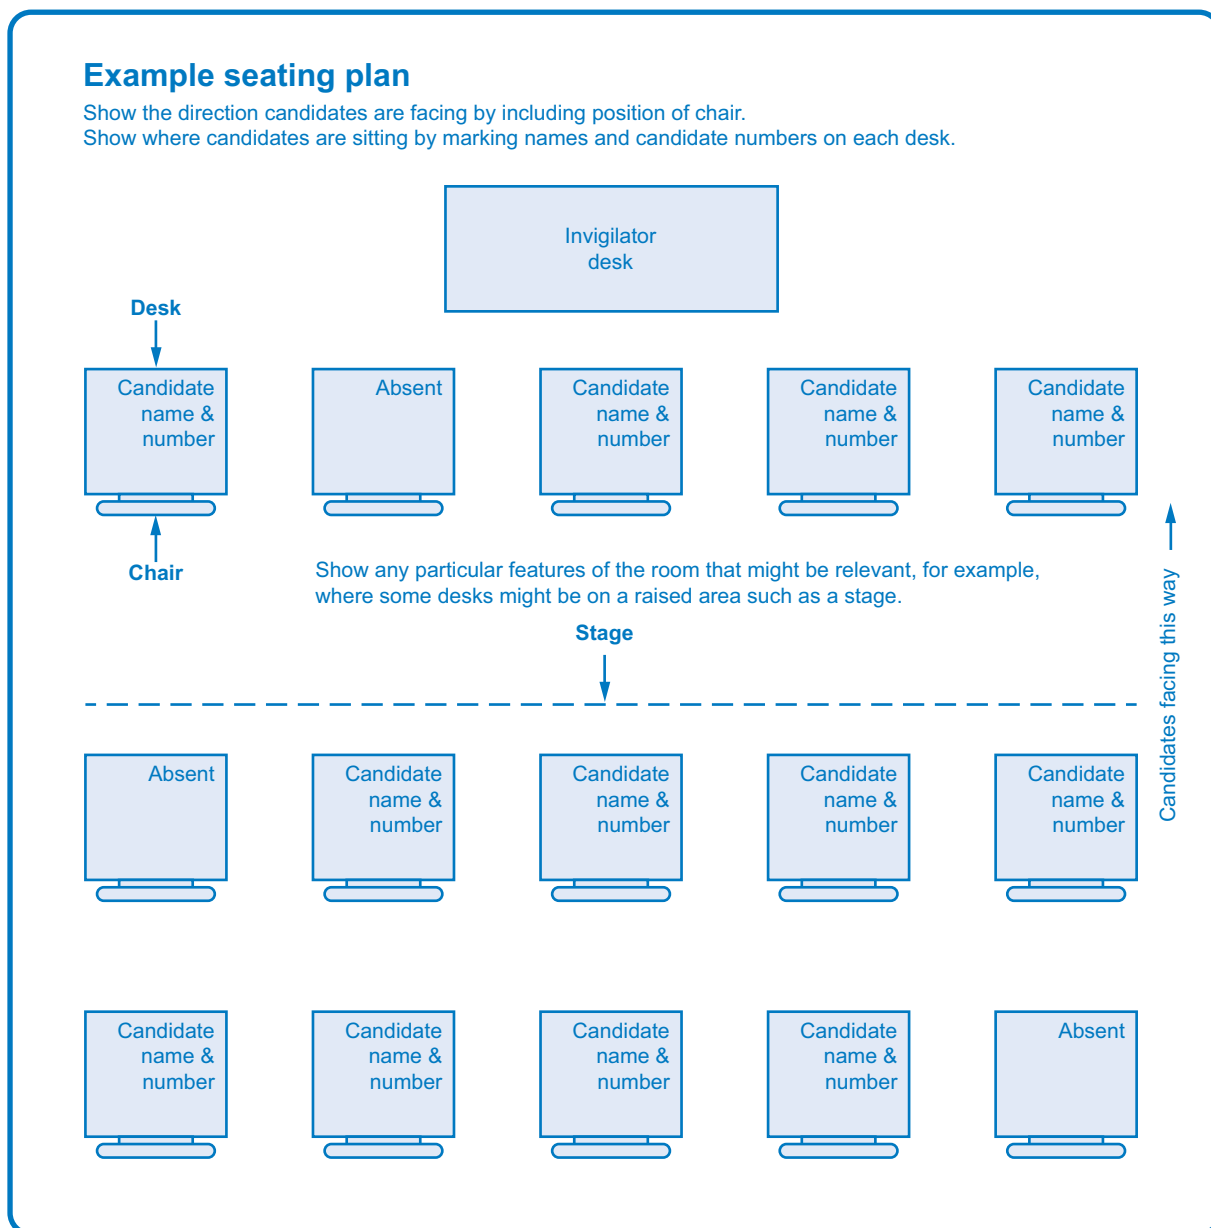 Example seating plan
Show the direction candidates are facing by including position of chair.
Show where candidates are sitting by marking names and candidate numbers on each desk.
Invigilator
desk
Desk
Candidate
name &
number
Absent
Candidate
name &
number
Candidate
name &
number
Candidate
name &
number
Chair
Show any particular features of the room that might be relevant, for example,
where some desks might be on a raised area such as a stage.
Stage
Candidates facing this way
Absent
Candidate
name &
number
Candidate
name &
number
Candidate
name &
number
Candidate
name &
number
Candidate
name &
number
Candidate
name &
number
Candidate
name &
number
Candidate
name &
number
Absent